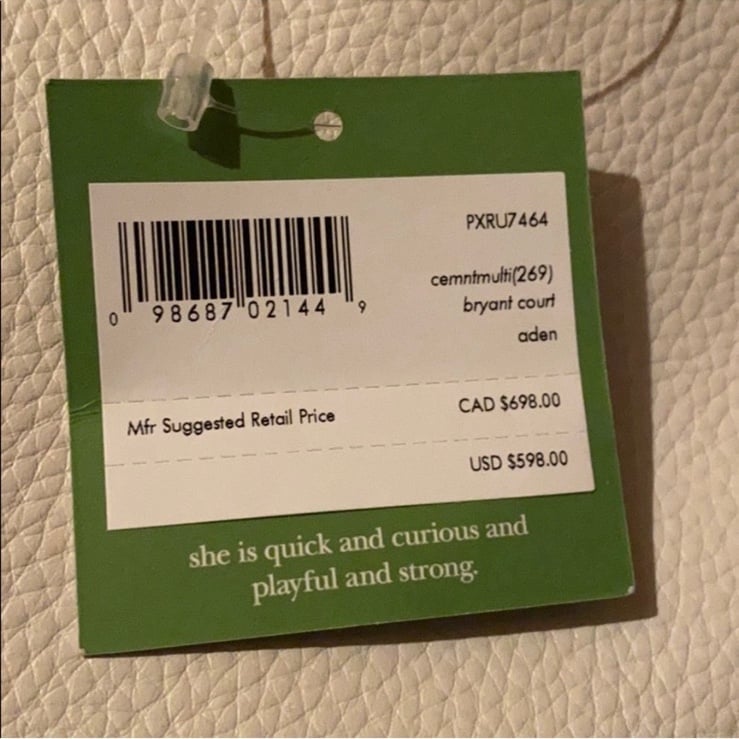 PXRU7464
cemntmulti(269)
bryant court
aden
0 98687 02144 9
Mfr Suggested Retail Price
CAD $698.00
USD $598.00
she is quick and curious and
playful and strong.